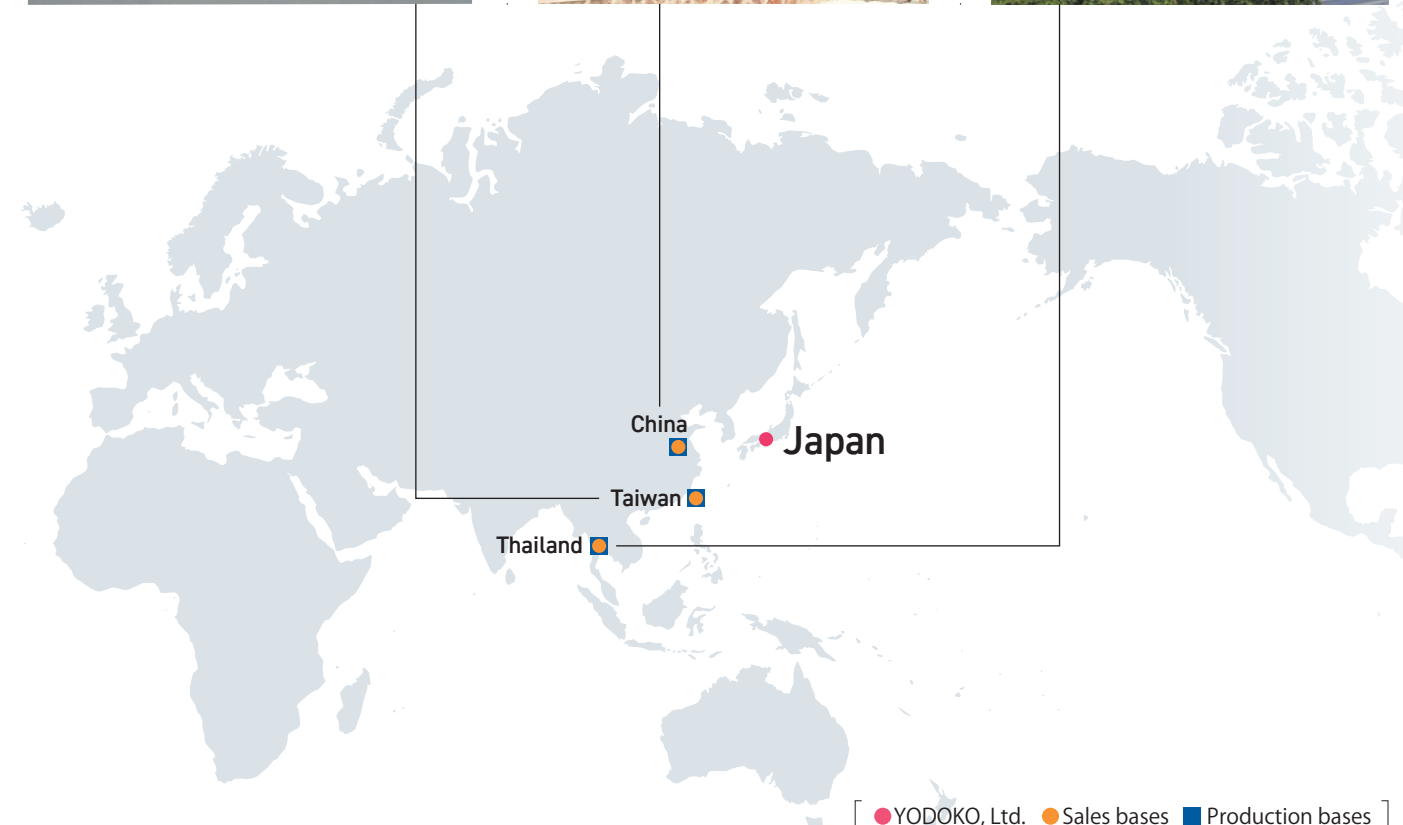 China
Japan
Taiwan
Thailand
YODOKO, Ltd. Sales bases Production bases